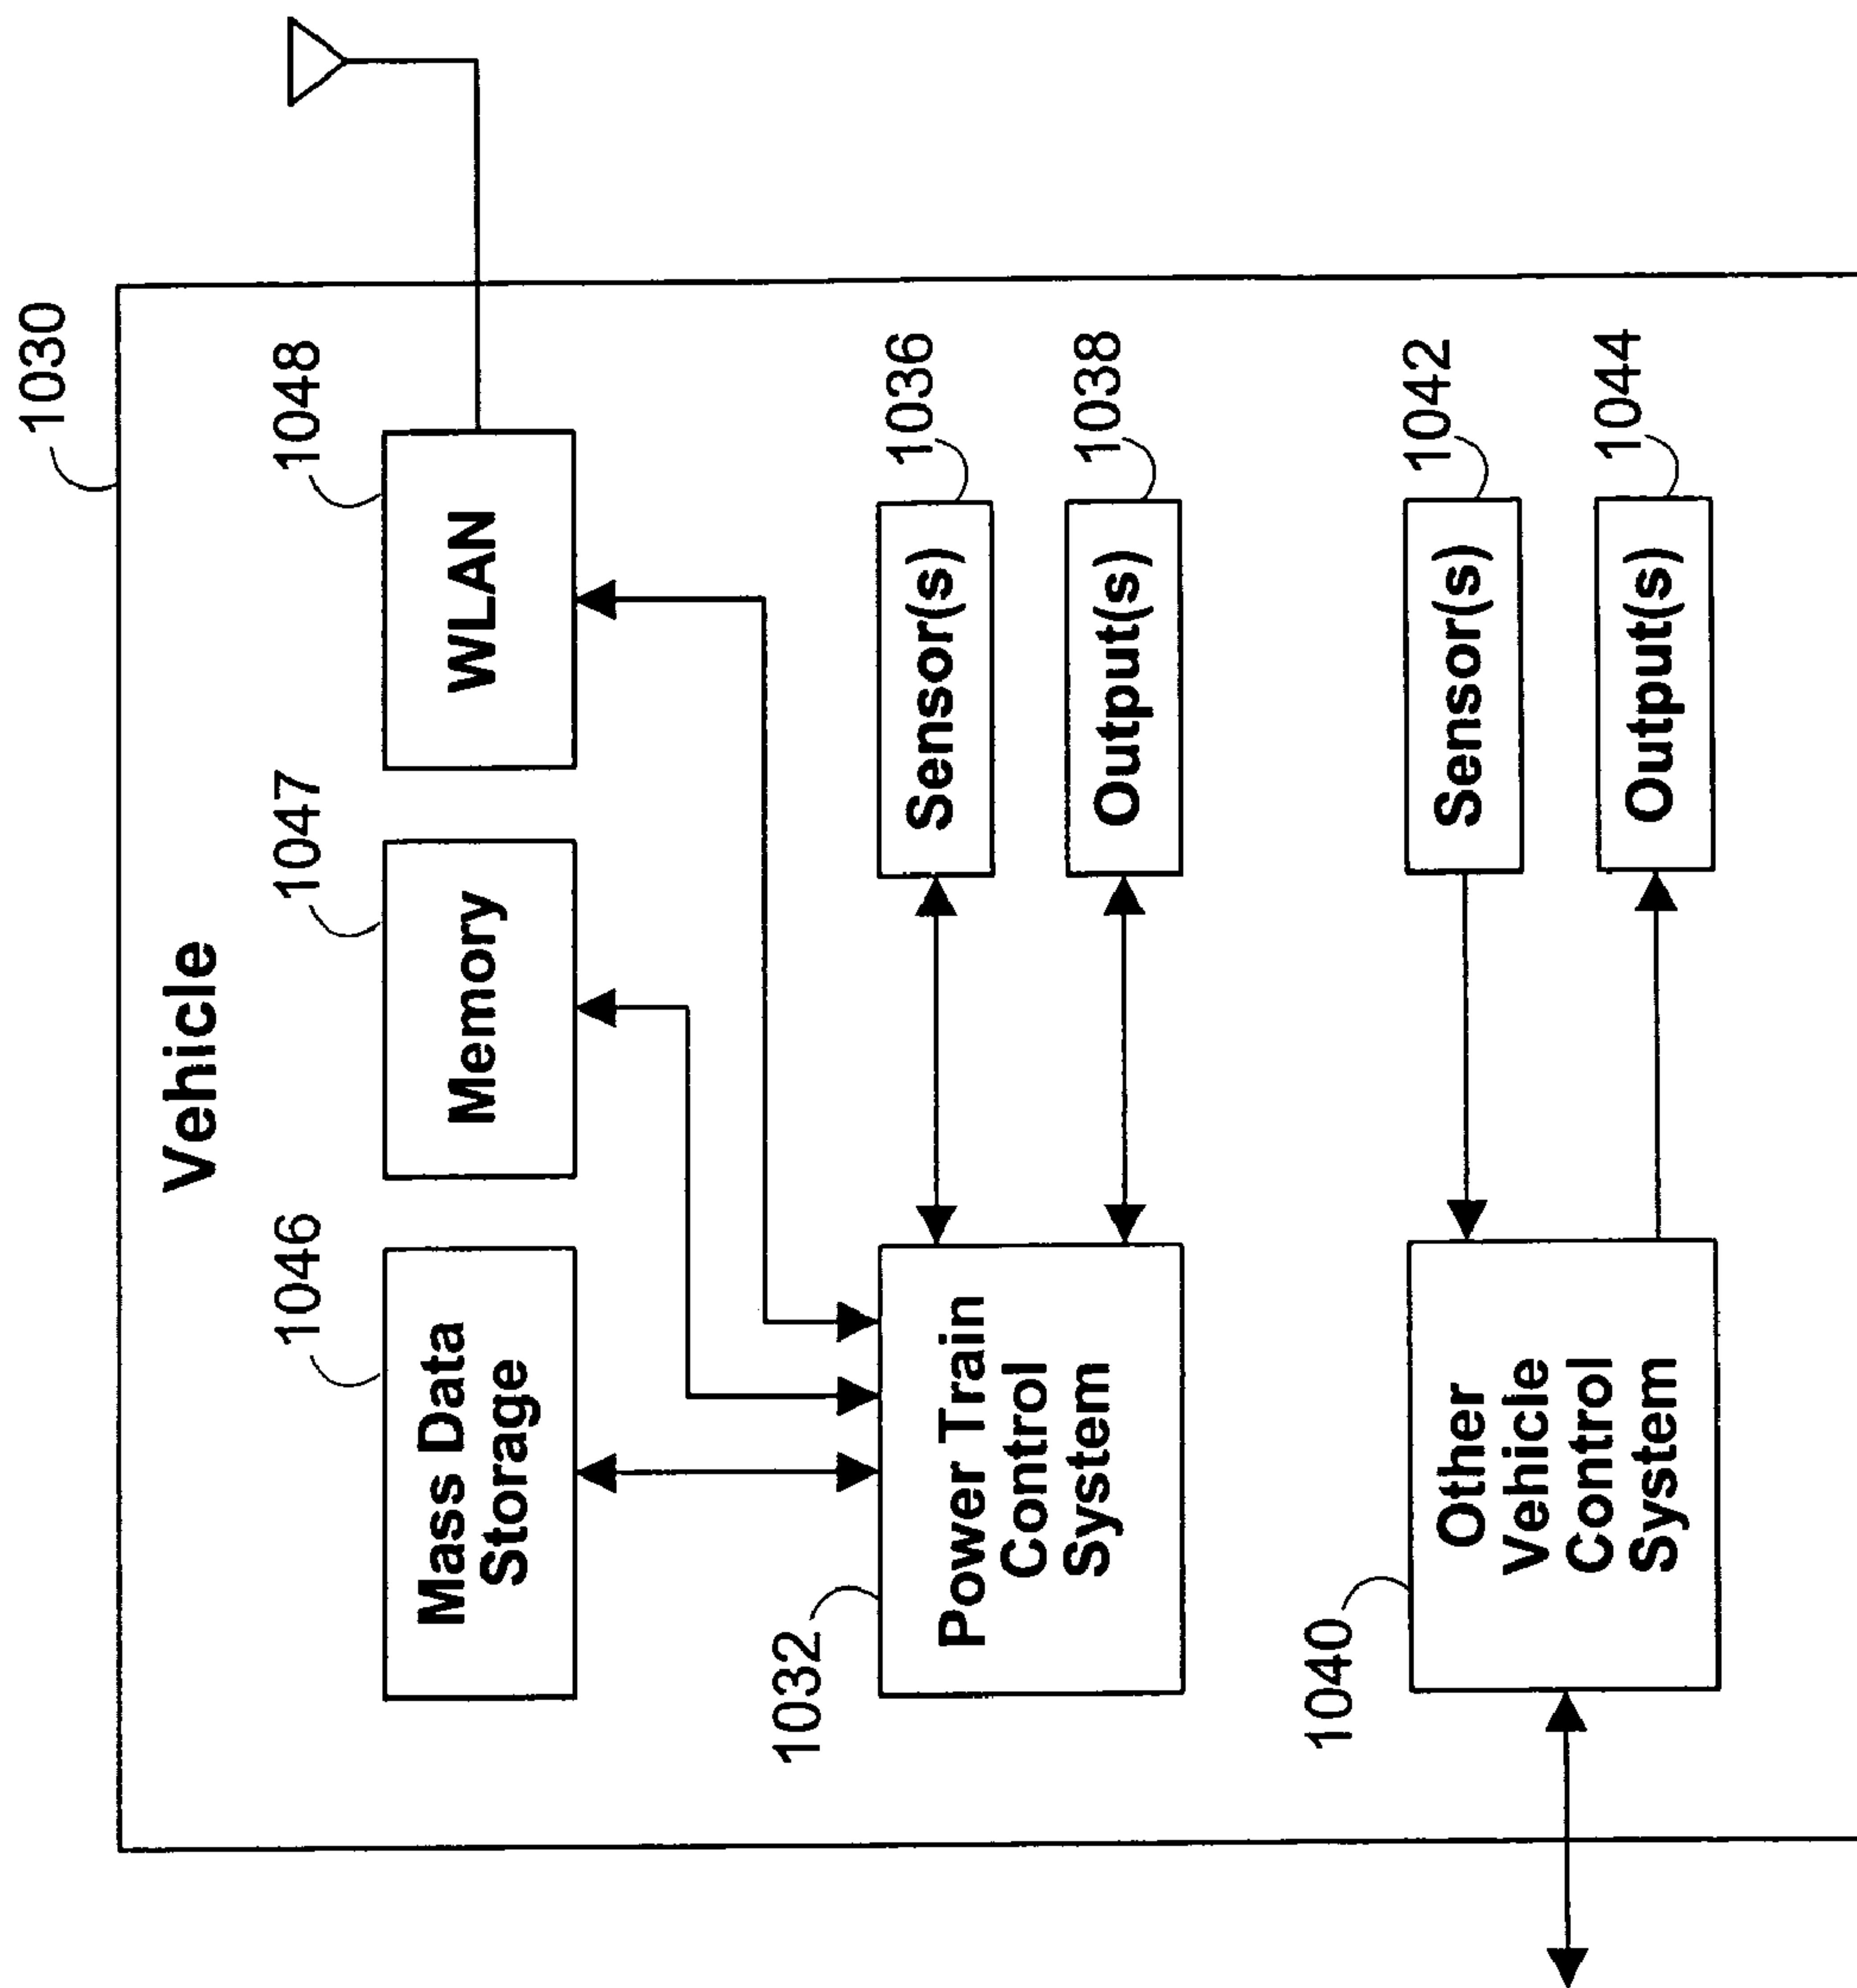 1030
Vehicle
1046
1047
1048
Mass Data
Storage
Memory
WLAN
1032
Power Train
Control
System
1036
Sensor(s)
1038
Output(s)
1040
Other
Vehicle
Control
System
1042
Sensor(s)
1044
Output(s)